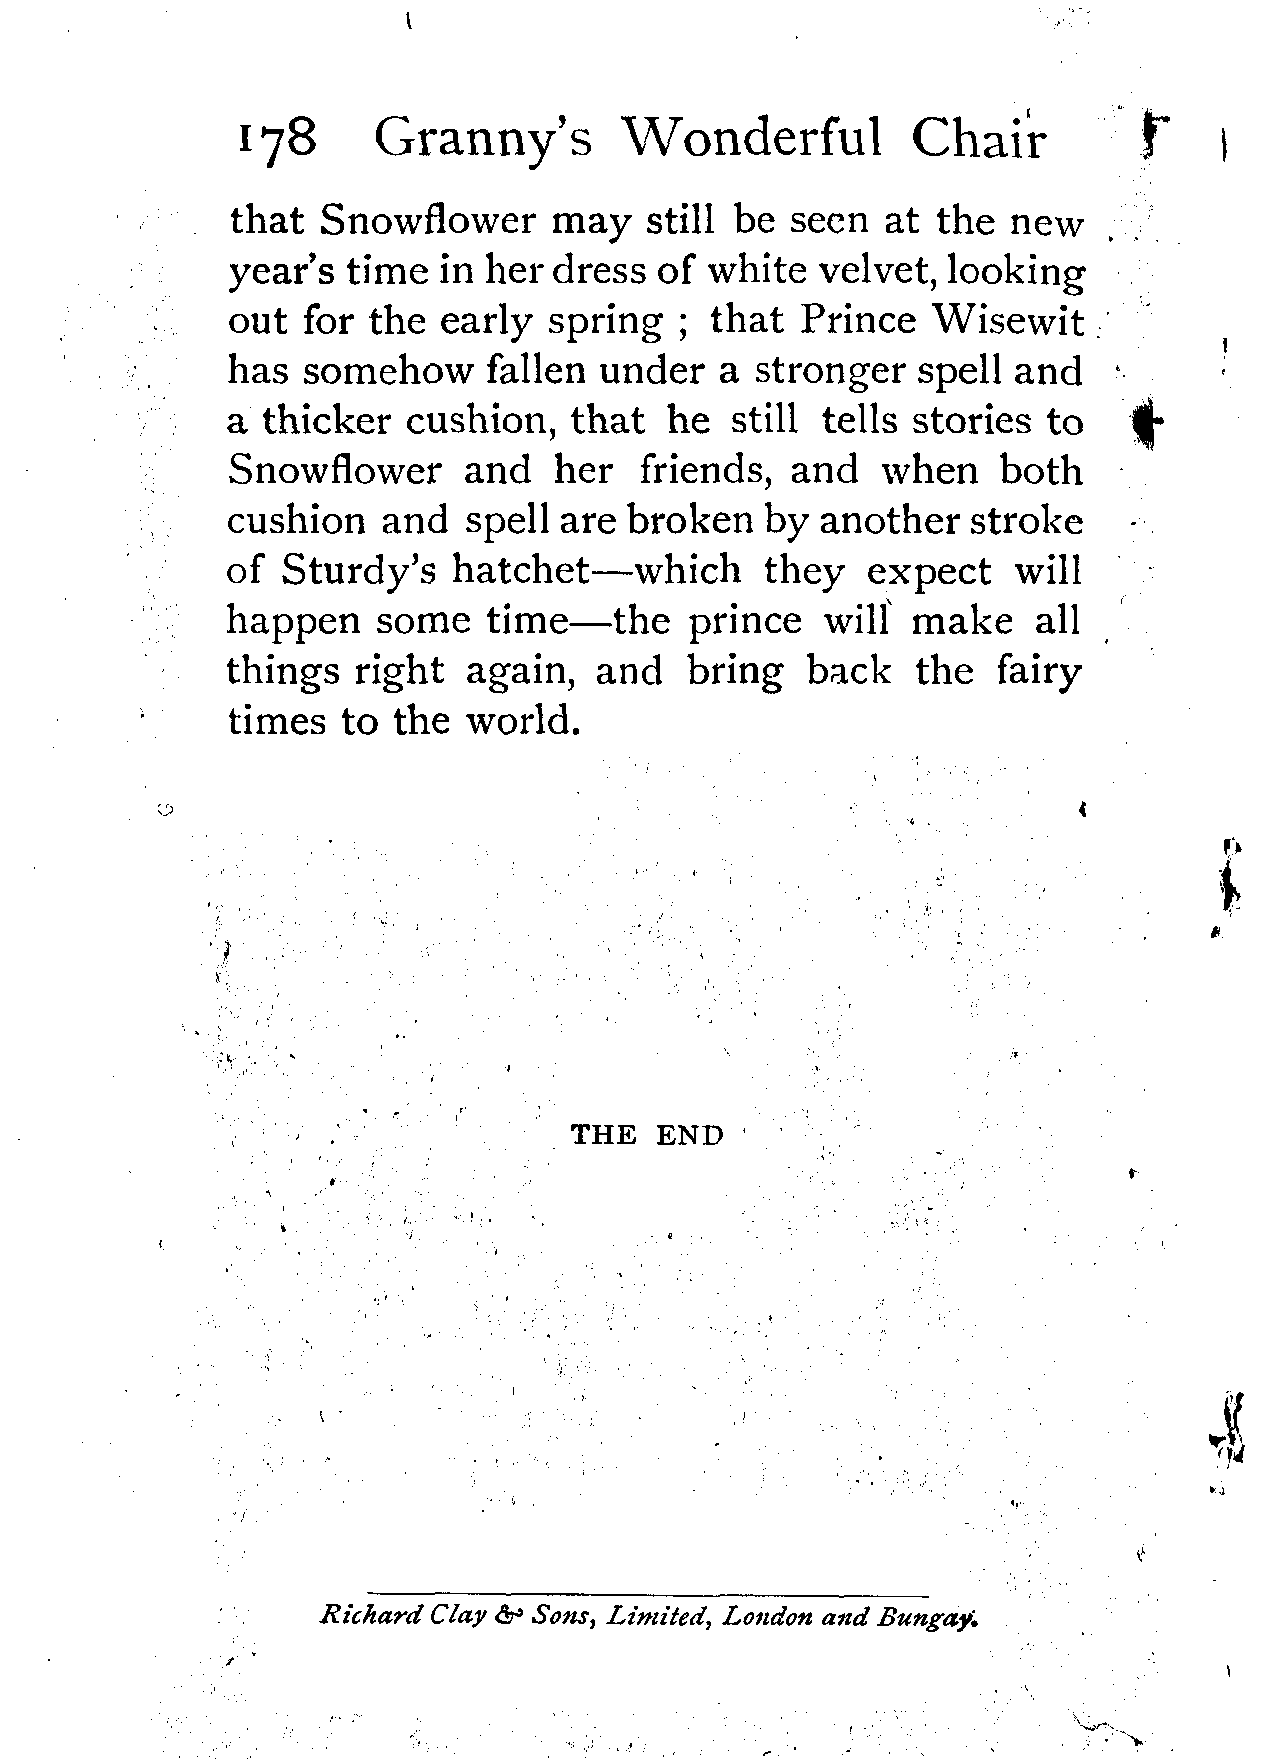 178 Granny's Wonderful Chair
that Snowflower may still be seen at the new
year's time in her dress of white velvet, looking
out for the early spring ; that Prince Wisewit
has somehow fallen under a stronger spell and
a thicker cushion, that he still tells stories to
Snowflower and her friends, and when both
cushion and spell are broken by another stroke
of Sturdy's hatchet—which they expect will
happen some time—the prince will make all
things right again, and bring back the fairy
times to the world.
THE END
Richard Clay & Sons, Limited, London and Bungay.